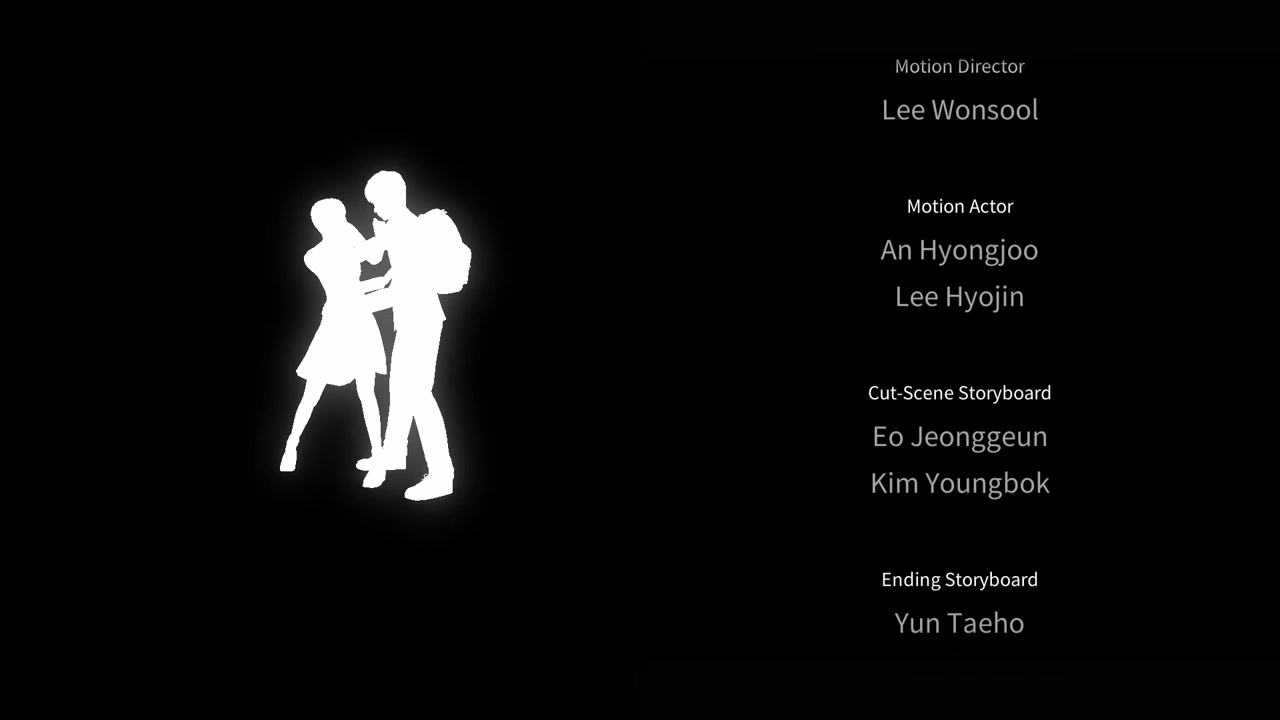 Motion Director
Lee Wonsool
Motion Actor
An Hyongjoo
Lee Hyojin
Cut-Scene Storyboard
Eo Jeonggeun
Kim Youngbok
Ending Storyboard
Yun Taeho